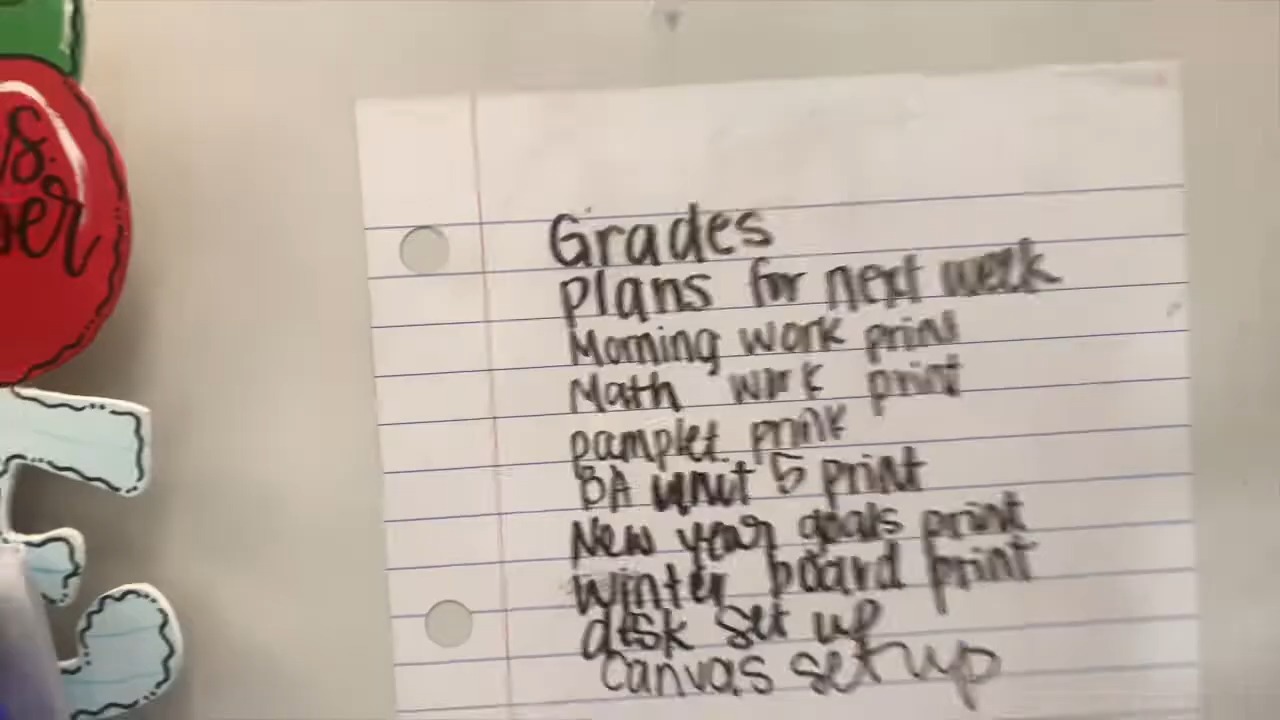 s.
er
Grades
plans for next week
Morning work print
Math work print
pamplet print
BA unit 5 print
New year goals print
winter board print
desk set up
Canvas set up